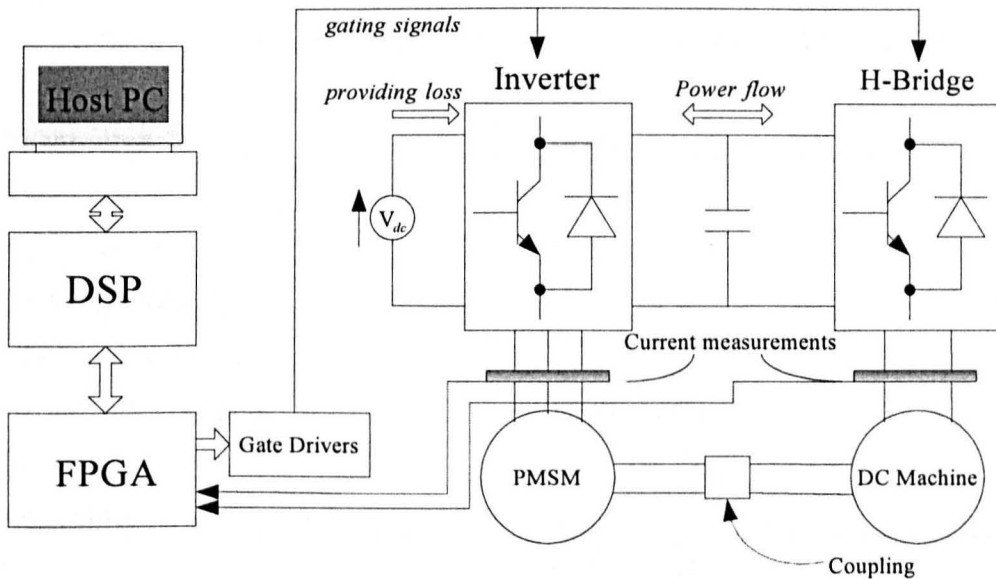 gating signals
Host PC
providing loss
Inverter
Power flow
H-Bridge
Vdc
DSP
Current measurements
FPGA
Gate Drivers
PMSM
DC Machine
Coupling